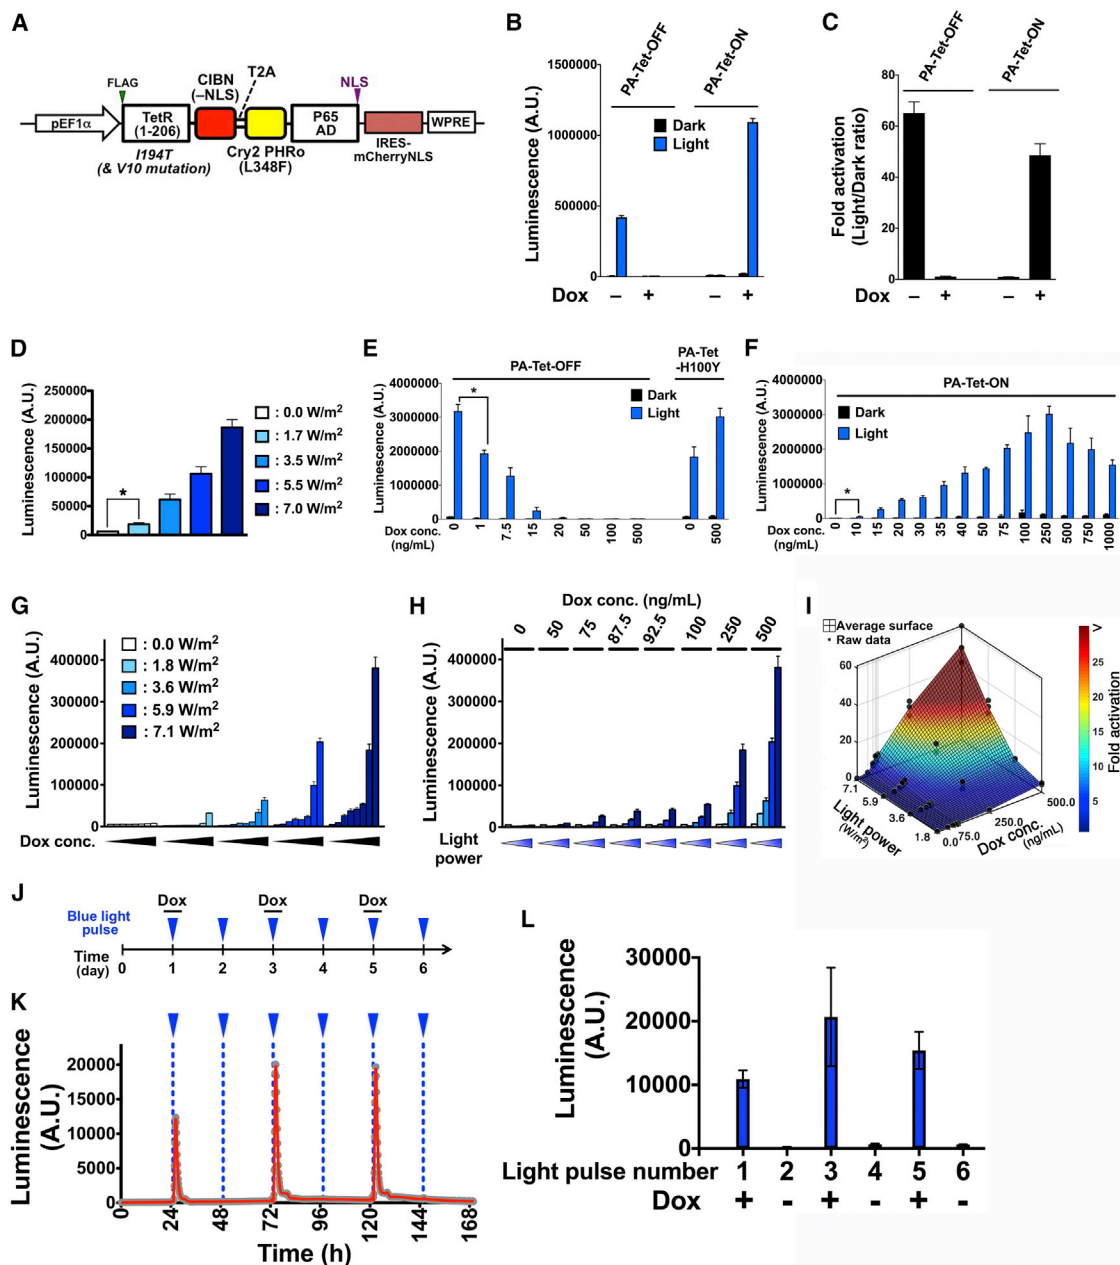 A
FLAG
CIBN
(–NLS)
T2A
NLS
pEF1α
TetR
(1-206)
P65
AD
WPRE
I194T
(& V10 mutation)
Cry2 PHRo
(L348F)
IRES-
mCherryNLS
B
PA-Tet-OFF
PA-Tet-ON
Luminescence (A.U.)
1500000
1000000
500000
0
Dark
Light
Dox
– + – +
C
PA-Tet-OFF
PA-Tet-ON
Fold activation
(Light/Dark ratio)
80
60
40
20
0
Dox
– + – +
D
Luminescence (A.U.)
250000
200000
150000
100000
50000
0
*
: 0.0 W/m²
: 1.7 W/m²
: 3.5 W/m²
: 5.5 W/m²
: 7.0 W/m²
E
PA-Tet-OFF
PA-Tet
-H100Y
Luminescence (A.U.)
4000000
3000000
2000000
1000000
0
*
Dark
Light
Dox conc.
(ng/mL)
0 1 7.5 15 20 50 100 500 0 500
F
PA-Tet-ON
Luminescence (A.U.)
4000000
3000000
2000000
1000000
0
Dark
Light
*
Dox conc.
(ng/mL)
0 10 15 20 30 35 40 50 75 100 250 500 750 1000
G
Luminescence (A.U.)
400000
300000
200000
100000
0
: 0.0 W/m²
: 1.8 W/m²
: 3.6 W/m²
: 5.9 W/m²
: 7.1 W/m²
Dox conc.
H
Dox conc. (ng/mL)
0 50 75 87.5 92.5 100 250 500
Luminescence (A.U.)
400000
300000
200000
100000
0
Light
power
I
Average surface
Raw data
60
40
20
0
7.1
5.9
3.6
1.8
Light power
(W/m²)
0.0
75.0
250.0
500.0
Dox conc.
(ng/mL)
>
25
20
15
10
5
Fold activation
J
Dox Dox Dox
Blue light
pulse
Time
(day)
0 1 2 3 4 5 6
K
Luminescence
(A.U.)
20000
15000
10000
5000
0
0 24 48 72 96 120 144 168
Time (h)
L
Luminescence
(A.U.)
30000
20000
10000
0
Light pulse number 1 2 3 4 5 6
Dox + - + - + -